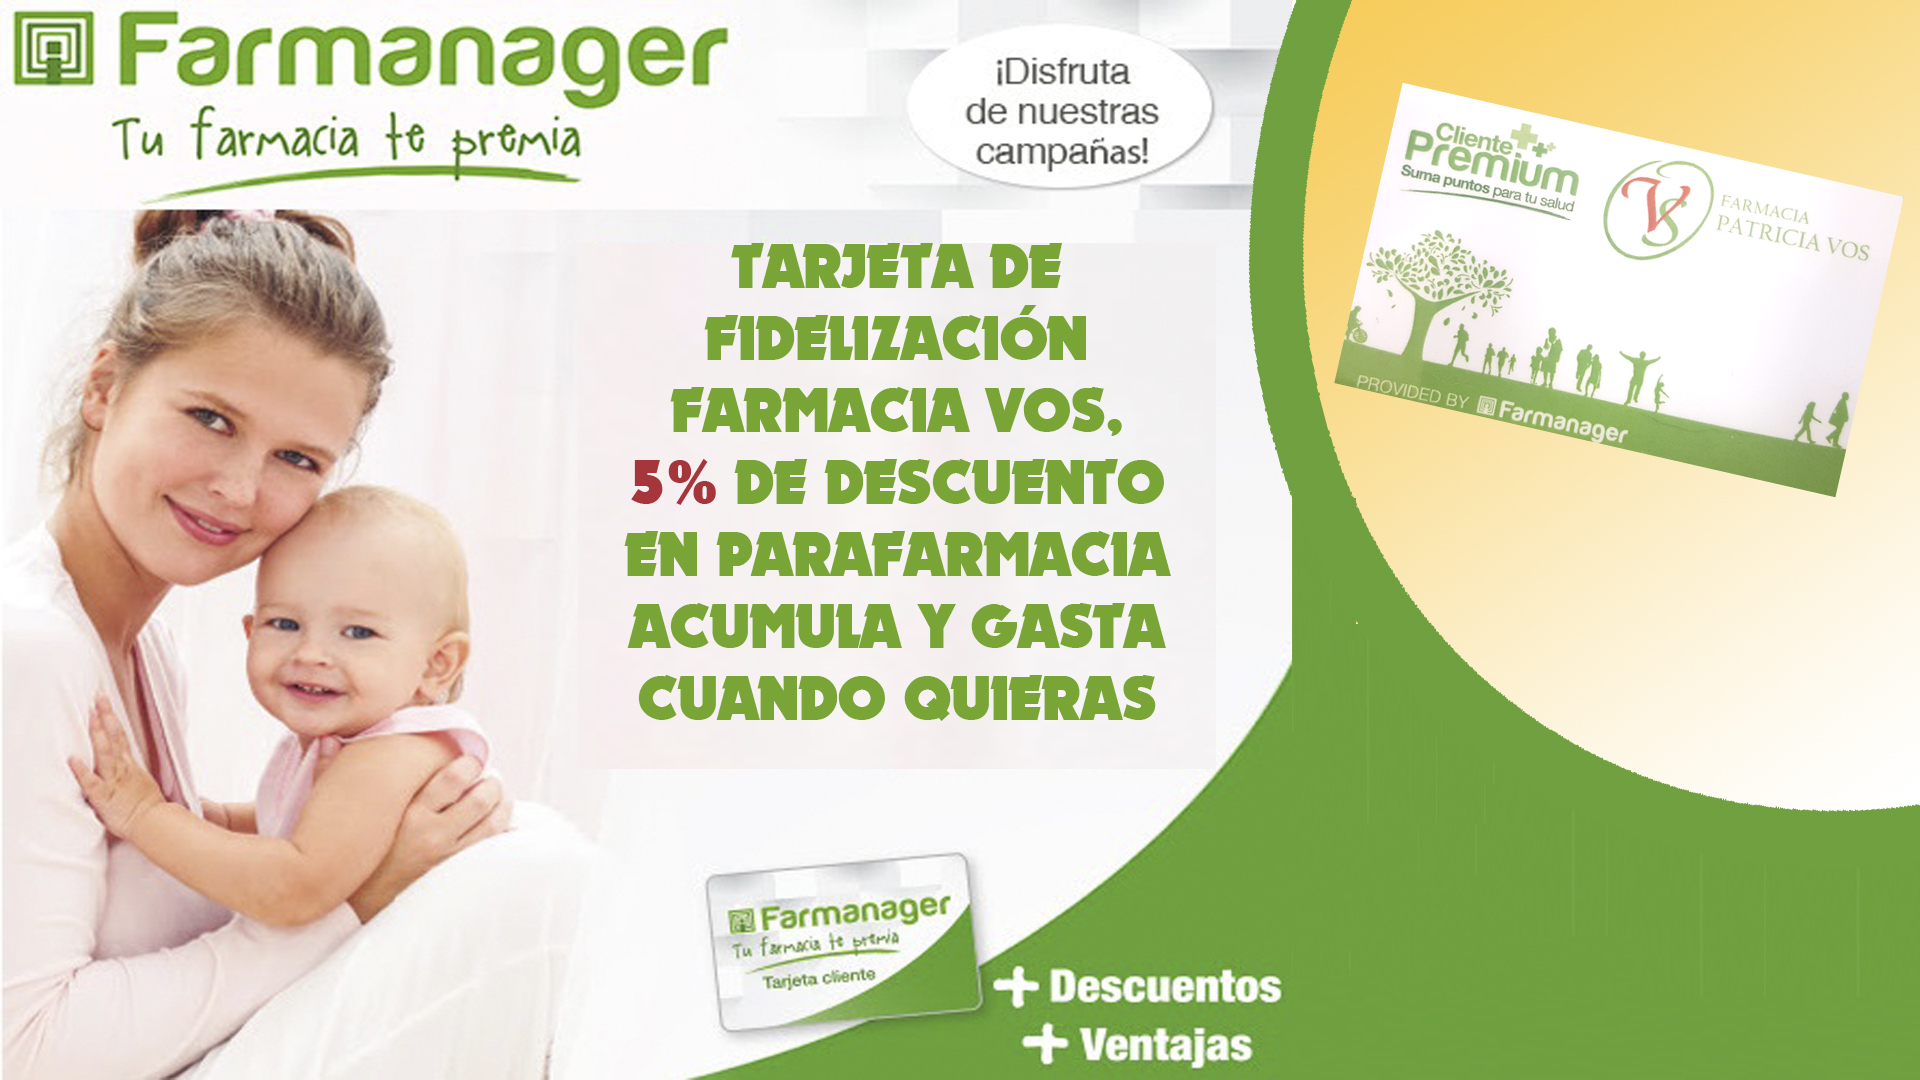 Farmanager
Tu farmacia te premia
¡Disfruta
de nuestras
campañas!
TARJETA DE
FIDELIZACIÓN
FARMACIA VOS,
5% DE DESCUENTO
EN PARAFARMACIA
ACUMULA Y GASTA
CUANDO QUIERAS
Cliente
Premium
Suma puntos para tu salud
VS
FARMACIA
PATRICIA VOS
PROVIDED BY Farmanager
Farmanager
Tu farmacia te premia
Tarjeta cliente
+ Descuentos
+ Ventajas